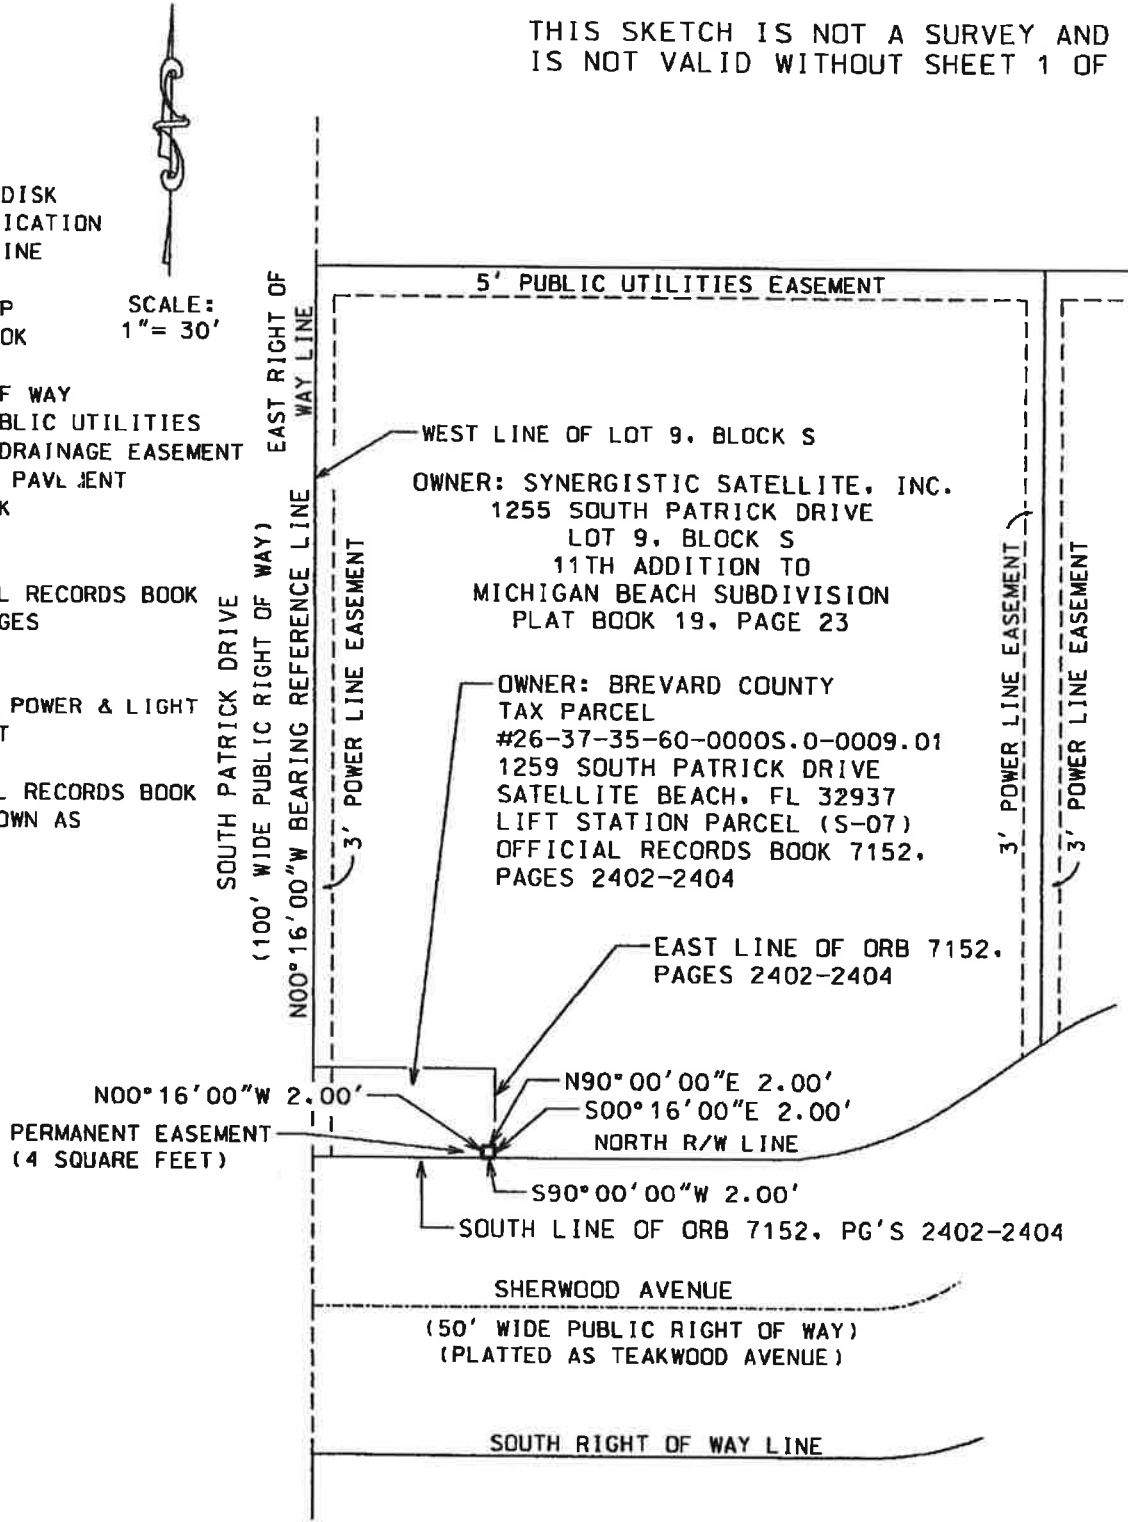 THIS SKETCH IS NOT A SURVEY AND
IS NOT VALID WITHOUT SHEET 1 OF
DISK
ICATION
INE
P
OK
SCALE:
1"= 30'
F WAY
BLIC UTILITIES
DRAINAGE EASEMENT
K
L RECORDS BOOK
GES
POWER & LIGHT
T
L RECORDS BOOK
OWN AS
EAST RIGHT OF
WAY LINE
SOUTH PATRICK DRIVE
(100' WIDE PUBLIC RIGHT OF WAY)
N00°16'00"W BEARING REFERENCE LINE
3' POWER LINE EASEMENT
5' PUBLIC UTILITIES EASEMENT
WEST LINE OF LOT 9, BLOCK S
OWNER: SYNERGISTIC SATELLITE, INC.
1255 SOUTH PATRICK DRIVE
LOT 9, BLOCK S
11TH ADDITION TO
MICHIGAN BEACH SUBDIVISION
PLAT BOOK 19, PAGE 23
3' POWER LINE EASEMENT
3' POWER LINE EASEMENT
OWNER: BREVARD COUNTY
TAX PARCEL
#26-37-35-60-0000S.0-0009.01
1259 SOUTH PATRICK DRIVE
SATELLITE BEACH, FL 32937
LIFT STATION PARCEL (S-07)
OFFICIAL RECORDS BOOK 7152,
PAGES 2402-2404
EAST LINE OF ORB 7152,
PAGES 2402-2404
N00°16'00"W 2.00'
N90°00'00"E 2.00'
S00°16'00"E 2.00'
PERMANENT EASEMENT
(4 SQUARE FEET)
NORTH R/W LINE
S90°00'00"W 2.00'
SOUTH LINE OF ORB 7152, PG'S 2402-2404
SHERWOOD AVENUE
(50' WIDE PUBLIC RIGHT OF WAY)
(PLATTED AS TEAKWOOD AVENUE)
SOUTH RIGHT OF WAY LINE